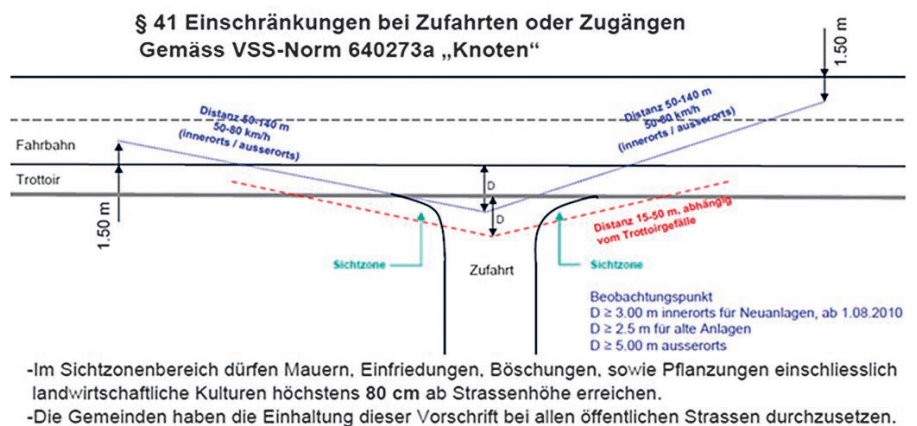 § 41 Einschränkungen bei Zufahrten oder Zugängen
Gemäss VSS-Norm 640273a „Knoten“
1.50 m
Distanz 50-140 m
50-80 km/h
(innerorts / ausserorts)
Distanz 50-140 m
50-80 km/h
(innerorts / ausserorts)
Fahrbahn
Trottoir
D
D
1.50 m
Distanz 15-50 m, abhängig
vom Trottoirgefälle
Sichtzone
Zufahrt
Sichtzone
Beobachtungspunkt
D ≥ 3.00 m innerorts für Neuanlagen, ab 1.08.2010
D ≥ 2.5 m für alte Anlagen
D ≥ 5.00 m ausserorts
-Im Sichtzonenbereich dürfen Mauern, Einfriedungen, Böschungen, sowie Pflanzungen einschliesslich
landwirtschaftliche Kulturen höchstens 80 cm ab Strassenhöhe erreichen.
-Die Gemeinden haben die Einhaltung dieser Vorschrift bei allen öffentlichen Strassen durchzusetzen.